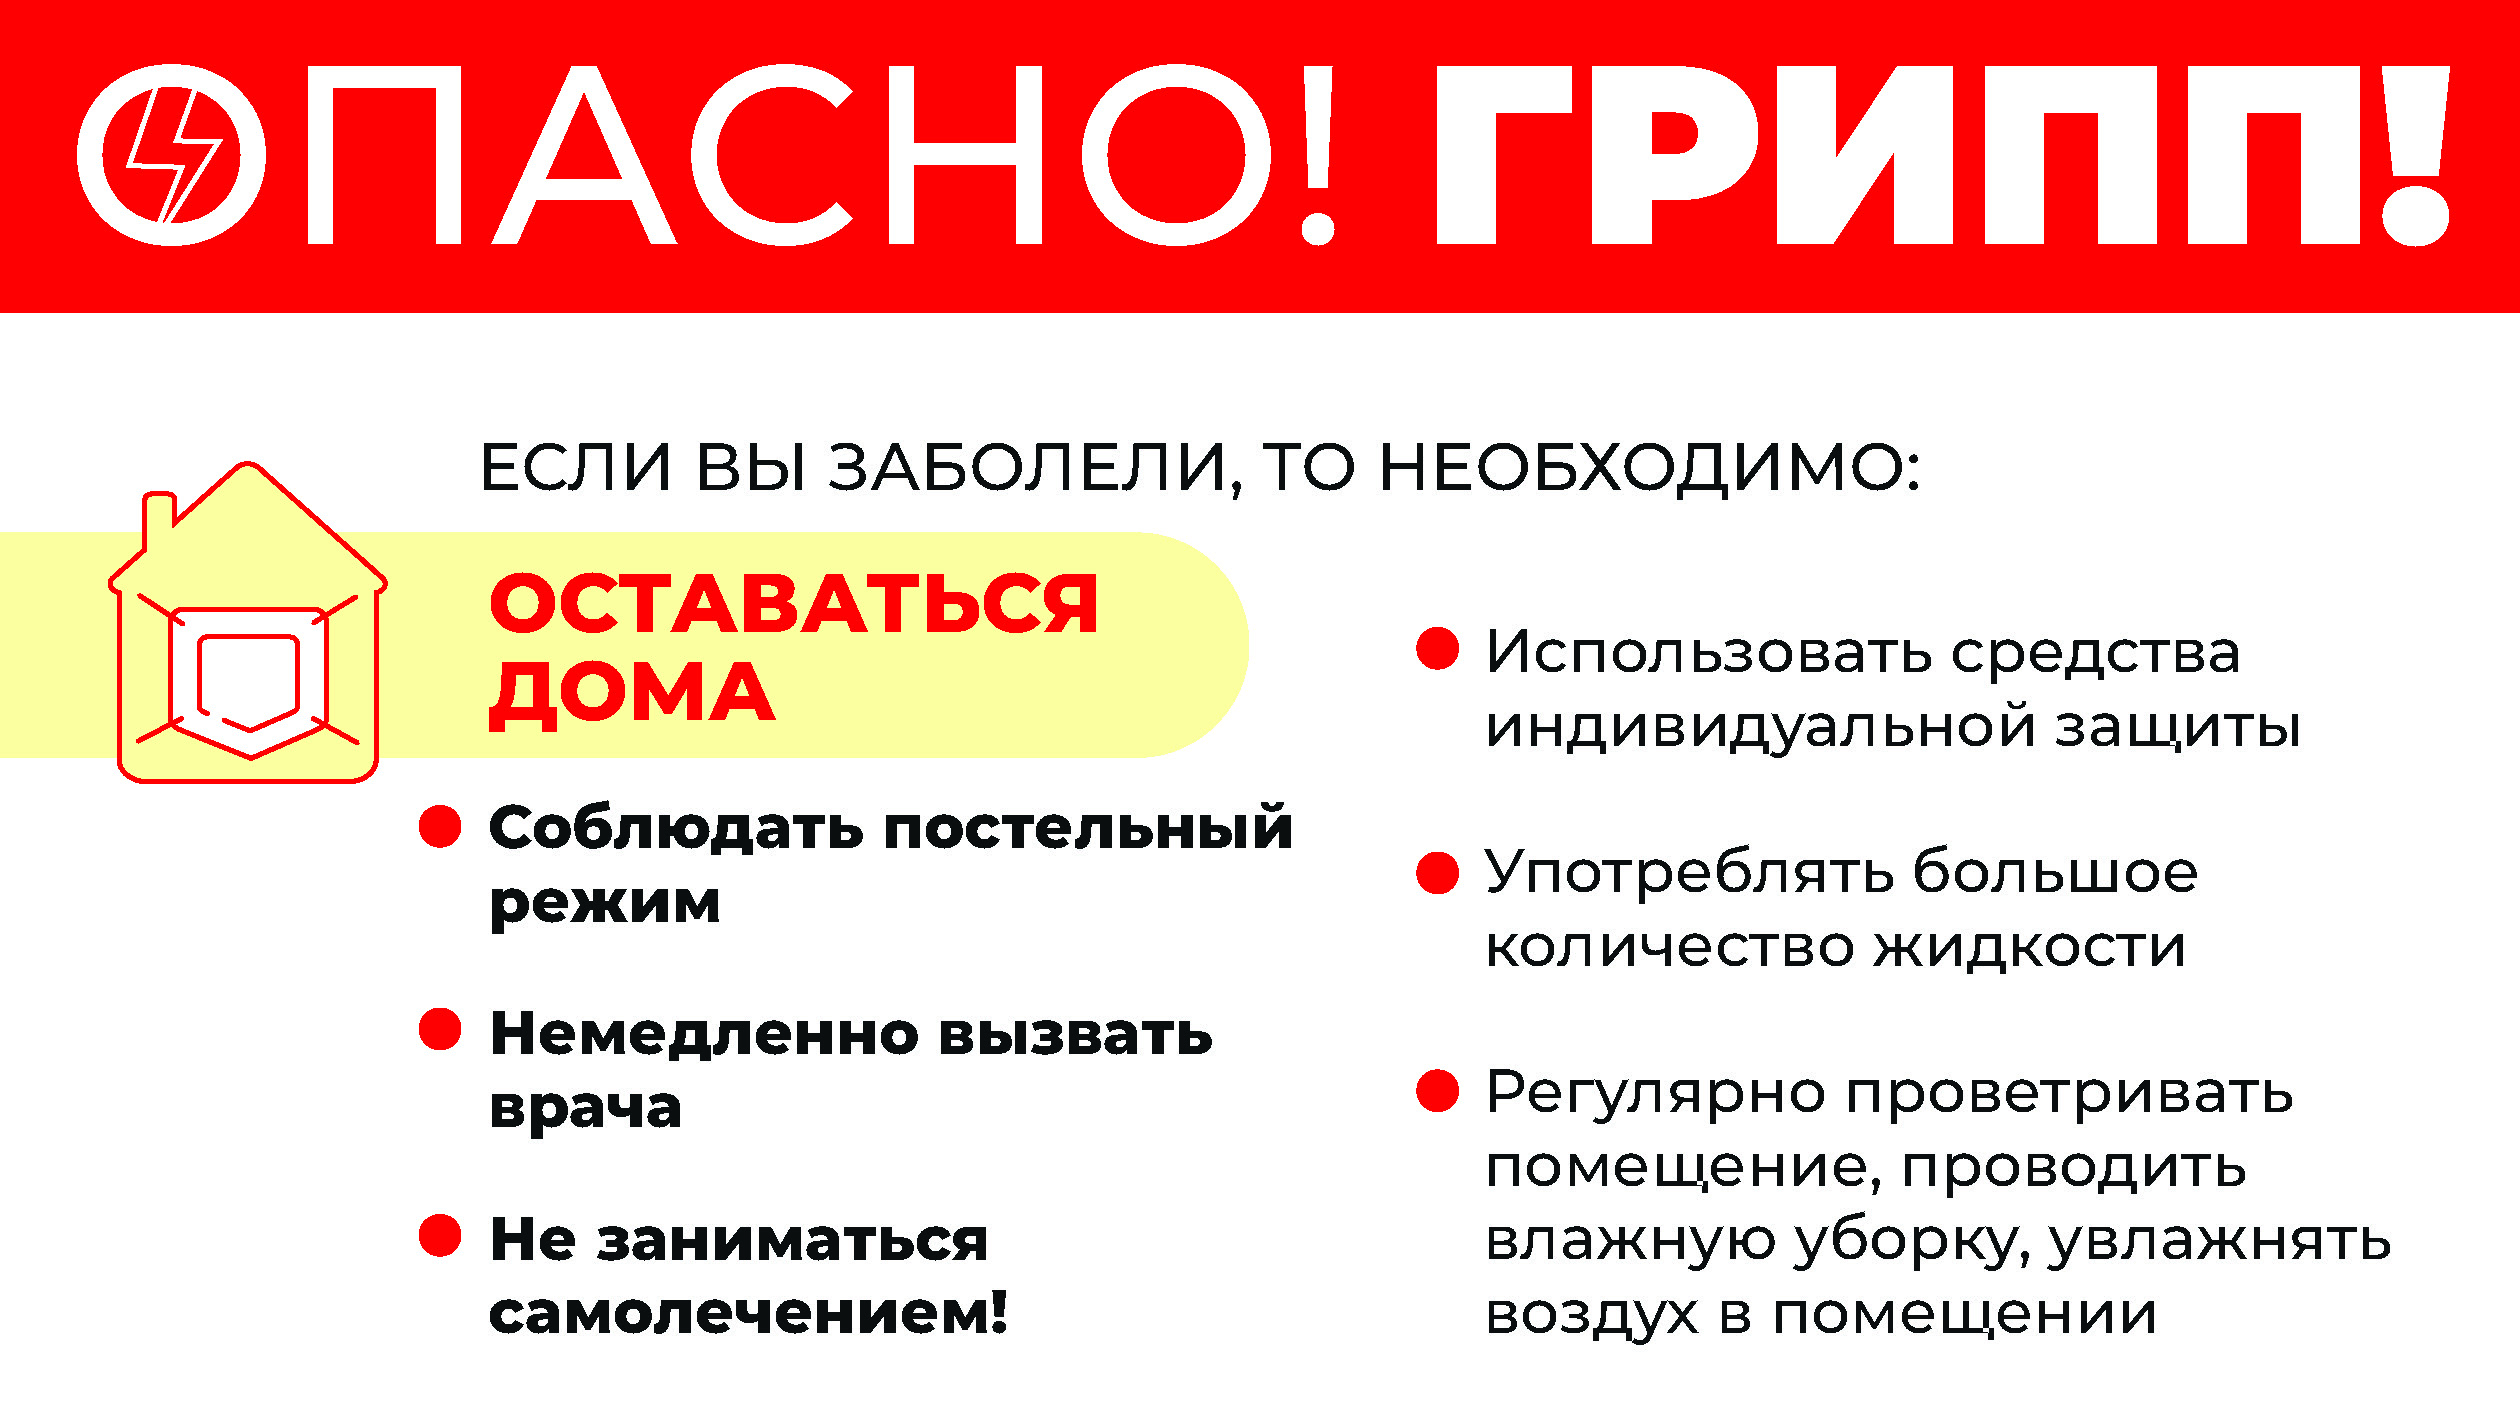 ОПАСНО! ГРИПП!
ЕСЛИ ВЫ ЗАБОЛЕЛИ, ТО НЕОБХОДИМО:
ОСТАВАТЬСЯ
ДОМА
Соблюдать постельный
режим
Немедленно вызвать
врача
Не заниматься
самолечением!
Использовать средства
индивидуальной защиты
Употреблять большое
количество жидкости
Регулярно проветривать
помещение, проводить
влажную уборку, увлажнять
воздух в помещении